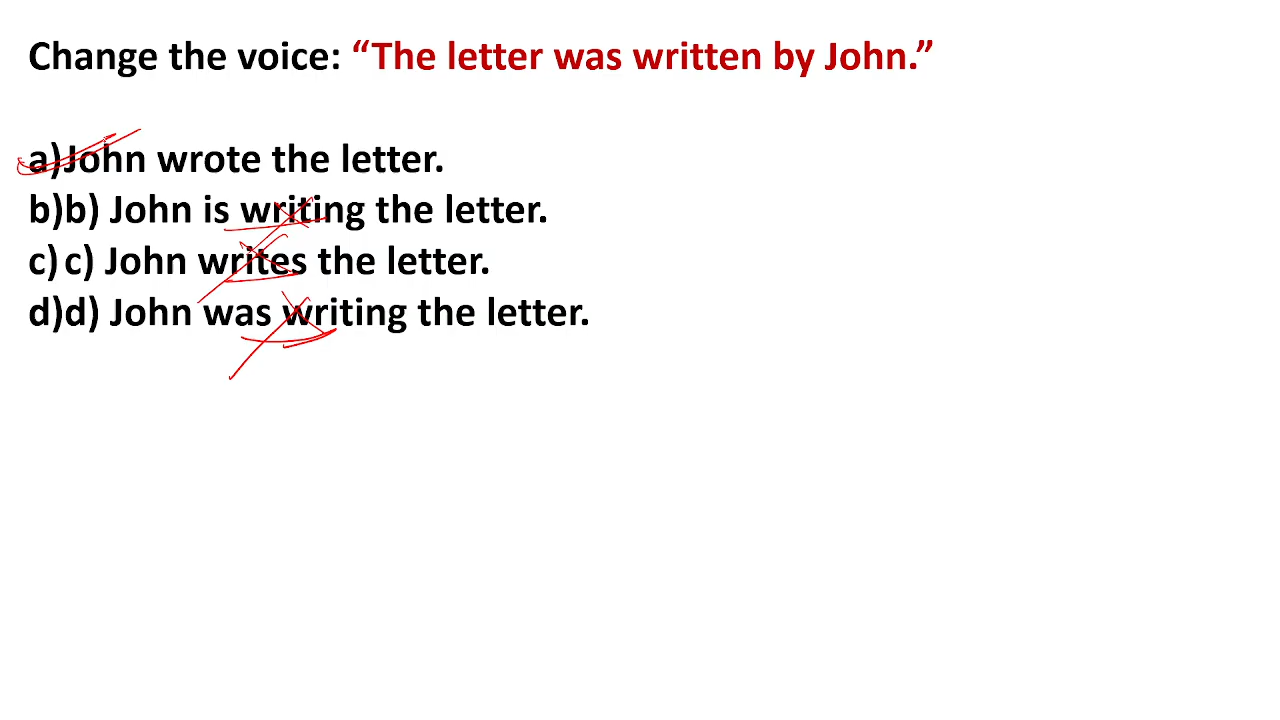 Change the voice: “The letter was written by John.”
a)John wrote the letter.
b)b) John is writing the letter.
c) c) John writes the letter.
d)d) John was writing the letter.